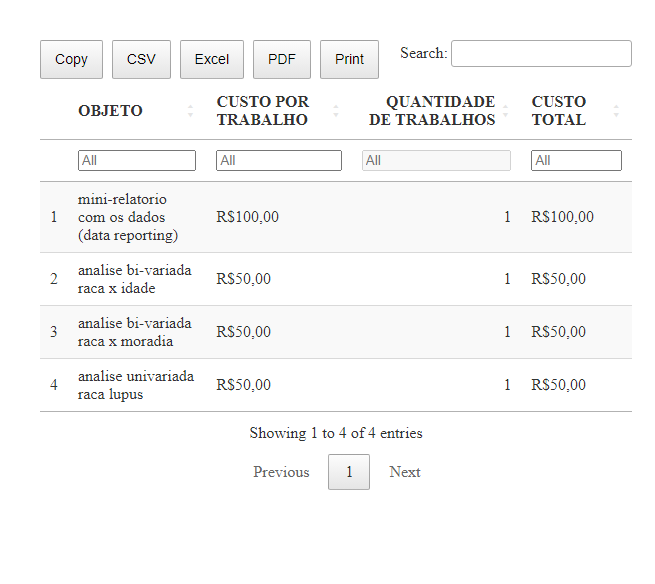 Copy CSV Excel PDF Print Search:
OBJETO CUSTO POR TRABALHO QUANTIDADE DE TRABALHOS CUSTO TOTAL
All All All All
1 mini-relatorio com os dados (data reporting) R$100,00 1 R$100,00
2 analise bi-variada raca x idade R$50,00 1 R$50,00
3 analise bi-variada raca x moradia R$50,00 1 R$50,00
4 analise univariada raca lupus R$50,00 1 R$50,00
Showing 1 to 4 of 4 entries
Previous 1 Next